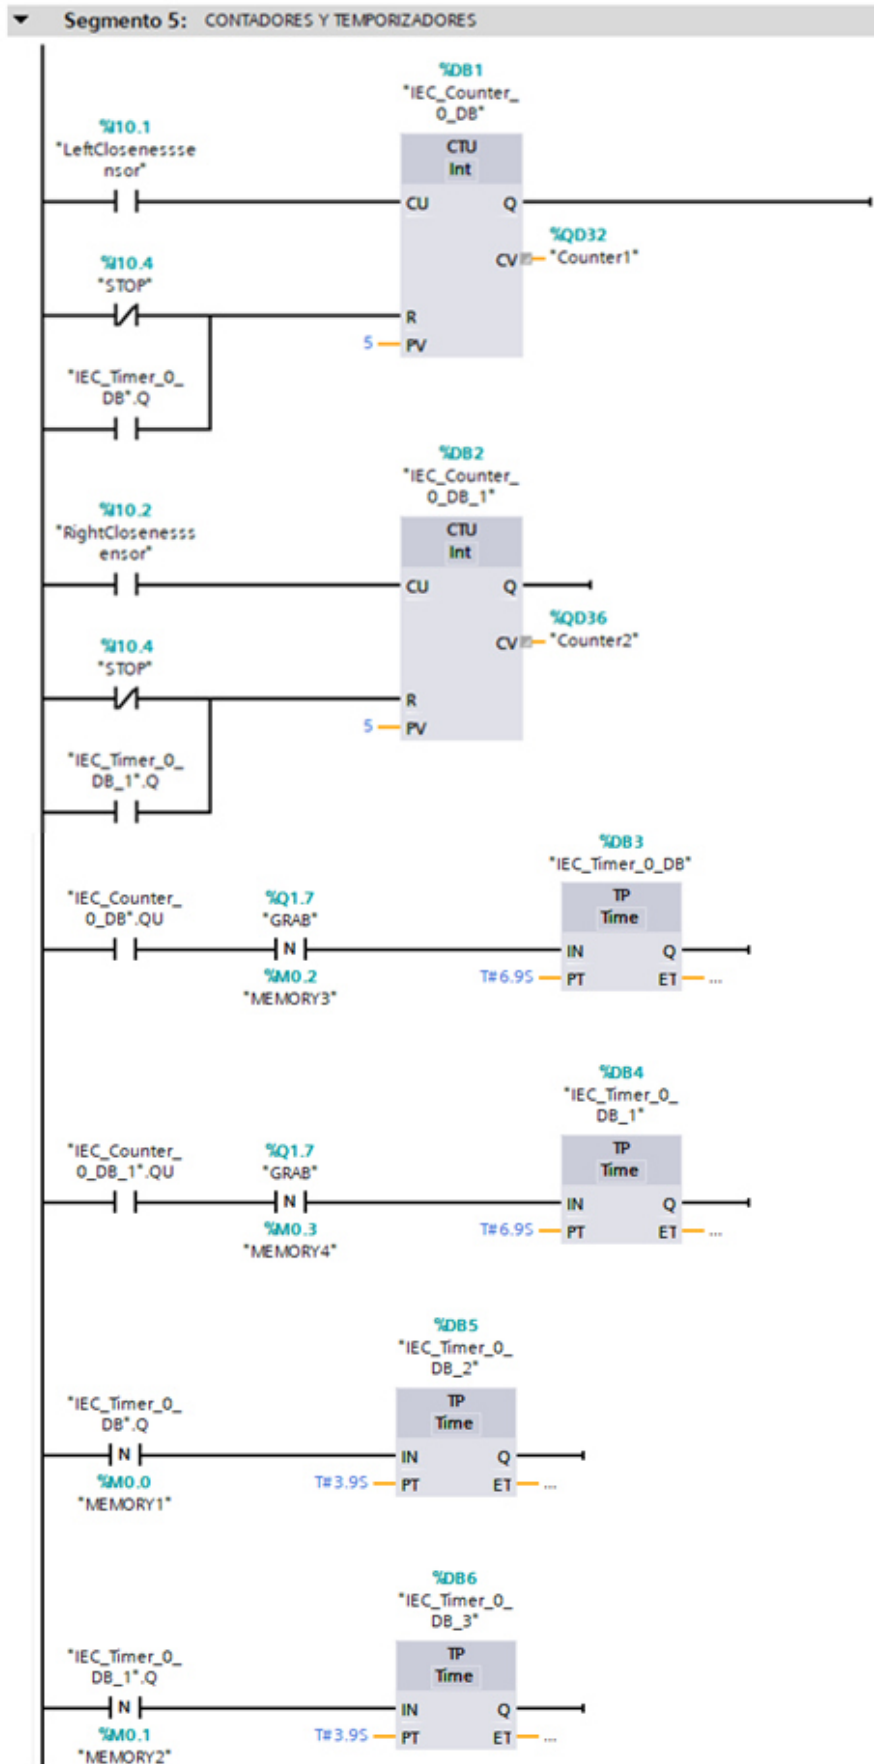 Segmento 5: CONTADORES Y TEMPORIZADORES
%DB1
"IEC_Counter_
0_DB"
%I10.1
"LeftClosenessse
nsor"
CTU
Int
CU
Q
%QD32
CV
"Counter1"
%I10.4
"STOP"
R
5
PV
"IEC_Timer_0_
DB".Q
%DB2
"IEC_Counter_
0_DB_1"
%I10.2
"RightClosenesss
ensor"
CTU
Int
CU
Q
%QD36
CV
"Counter2"
%I10.4
"STOP"
R
5
PV
"IEC_Timer_0_
DB_1".Q
%DB3
"IEC_Timer_0_DB"
"IEC_Counter_
0_DB".QU
%Q1.7
"GRAB"
TP
Time
N
IN
Q
%M0.2
"MEMORY3"
T#6.9S
PT
ET
...
%DB4
"IEC_Timer_0_
DB_1"
"IEC_Counter_
0_DB_1".QU
%Q1.7
"GRAB"
TP
Time
N
IN
Q
%M0.3
"MEMORY4"
T#6.9S
PT
ET
...
%DB5
"IEC_Timer_0_
DB_2"
"IEC_Timer_0_
DB".Q
TP
Time
N
IN
Q
%M0.0
"MEMORY1"
T#3.9S
PT
ET
...
%DB6
"IEC_Timer_0_
DB_3"
"IEC_Timer_0_
DB_1".Q
TP
Time
N
IN
Q
%M0.1
"MEMORY2"
T#3.9S
PT
ET
...